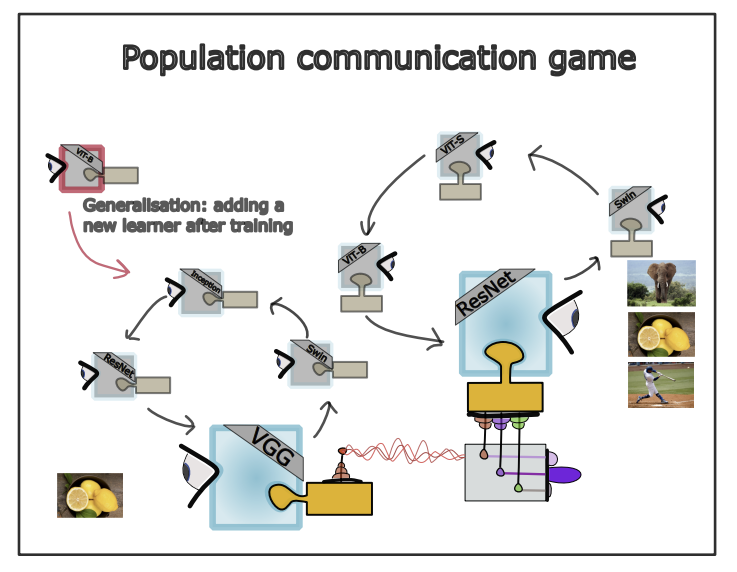 Population communication game
VIT-B
Generalisation: adding a
new learner after training
VIT-S
Swin
VIT-B
ResNet
Inception
ResNet
Swin
VGG